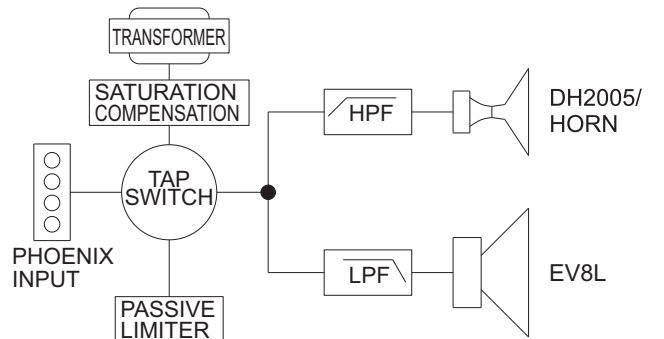 TRANSFORMER
SATURATION
COMPENSATION
HPF
DH2005/
HORN
TAP
SWITCH
PHOENIX
INPUT
LPF
EV8L
PASSIVE
LIMITER